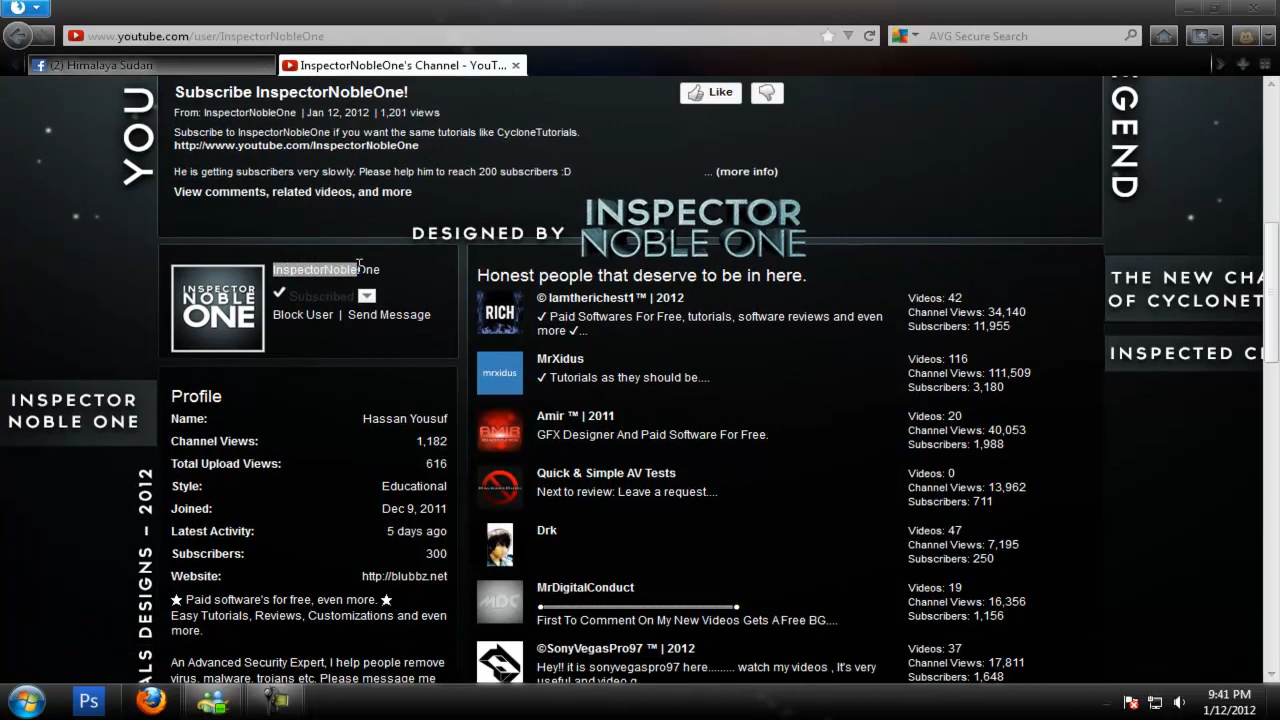 www.youtube.com/user/InspectorNobleOne
AVG Secure Search
(2) Himalaya Sudan
InspectorNobleOne's Channel - YouT...
YOU
Subscribe InspectorNobleOne!
Like
From: InspectorNobleOne | Jan 12, 2012 | 1,201 views
Subscribe to InspectorNobleOne if you want the same tutorials like CycloneTutorials.
http://www.youtube.com/InspectorNobleOne
He is getting subscribers very slowly. Please help him to reach 200 subscribers :D ... (more info)
View comments, related videos, and more
GEND
DESIGNED BY INSPECTOR
NOBLE ONE
InspectorNobleOne
Subscribed
Block User | Send Message
INSPECTOR
NOBLE
ONE
INSPECTOR
NOBLE ONE
Profile
Name: Hassan Yousuf
Channel Views: 1,182
Total Upload Views: 616
Style: Educational
Joined: Dec 9, 2011
Latest Activity: 5 days ago
Subscribers: 300
Website: http://blubbz.net
★ Paid software's for free, even more. ★
Easy Tutorials, Reviews, Customizations and even
more.
An Advanced Security Expert, I help people remove
virus, malware, trojans etc. Please message me
ALS DESIGNS – 2012
Honest people that deserve to be in here.
RICH
©Iamtherichest1™ | 2012
✓ Paid Softwares For Free, tutorials, software reviews and even
more ✓...
Videos: 42
Channel Views: 34,140
Subscribers: 11,955
mrxidus
MrXidus
✓ Tutorials as they should be....
Videos: 116
Channel Views: 111,509
Subscribers: 3,180
AMIR
Amir ™ | 2011
GFX Designer And Paid Software For Free.
Videos: 20
Channel Views: 40,053
Subscribers: 1,988
Quick & Simple AV Tests
Next to review: Leave a request....
Videos: 0
Channel Views: 13,962
Subscribers: 711
Drk
Videos: 47
Channel Views: 7,195
Subscribers: 250
MDC
MrDigitalConduct
First To Comment On My New Videos Gets A Free BG....
Videos: 19
Channel Views: 16,356
Subscribers: 1,156
©SonyVegasPro97 ™ | 2012
Hey!! it is sonyvegaspro97 here......... watch my videos , It's very
useful and video q
Videos: 37
Channel Views: 17,811
Subscribers: 1,648
THE NEW CHA
OF CYCLONET
INSPECTED C
Ps
9:41 PM
1/12/2012